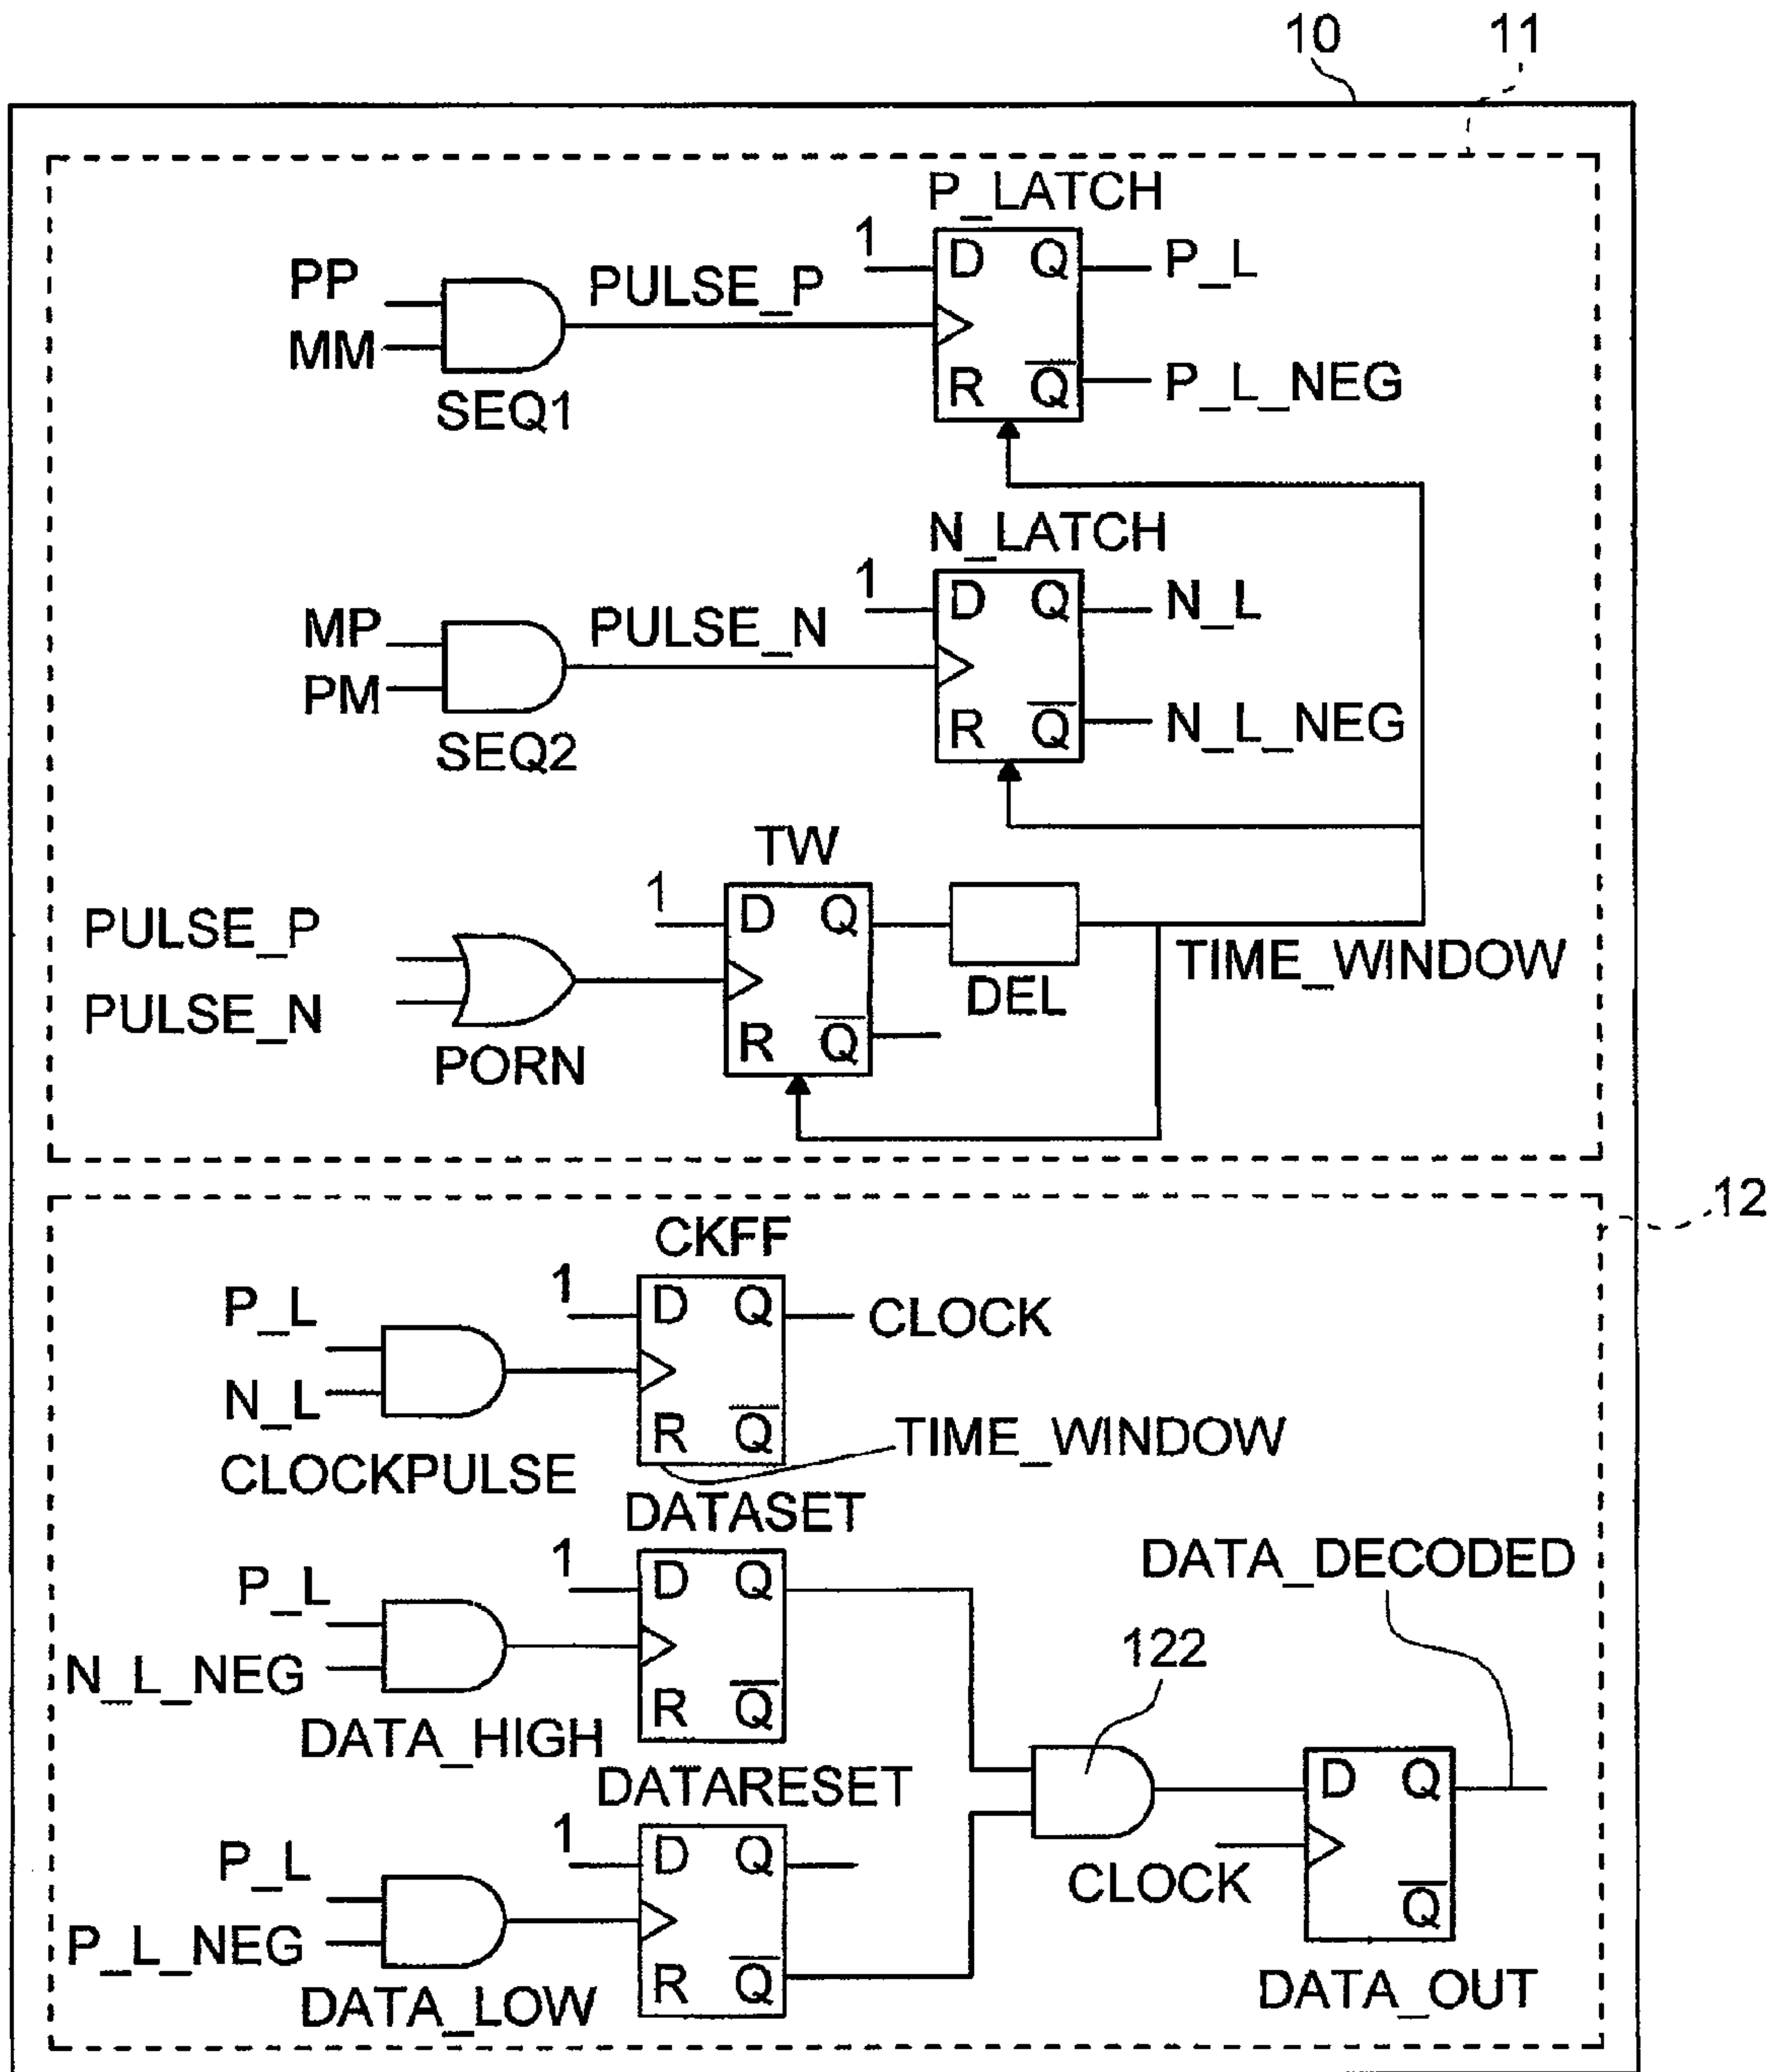 10
11
P_LATCH
1
D Q
P_L
PP
MM
PULSE_P
R Q
P_L_NEG
SEQ1
N_LATCH
1
D Q
N_L
MP
PM
PULSE_N
R Q
N_L_NEG
SEQ2
TW
1
D Q
PULSE_P
PULSE_N
DEL
TIME_WINDOW
R Q
PORN
12
CKFF
1
D Q
CLOCK
P_L
N_L
R Q
TIME_WINDOW
CLOCKPULSE
DATASET
1
D Q
DATA_DECODED
P_L
N_L_NEG
122
R Q
DATA_HIGH
DATARESET
1
D Q
D Q
P_L
P_L_NEG
CLOCK
Q
R Q
DATA_LOW
DATA_OUT